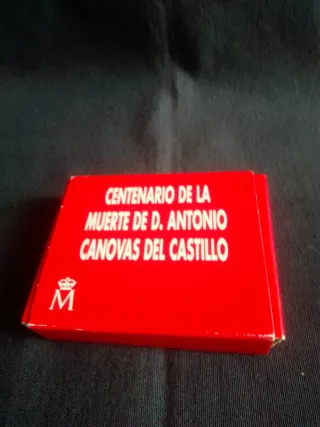 CENTENARIO DE LA
MUERTE DE D. ANTONIO
CANOVAS DEL CASTILLO
M